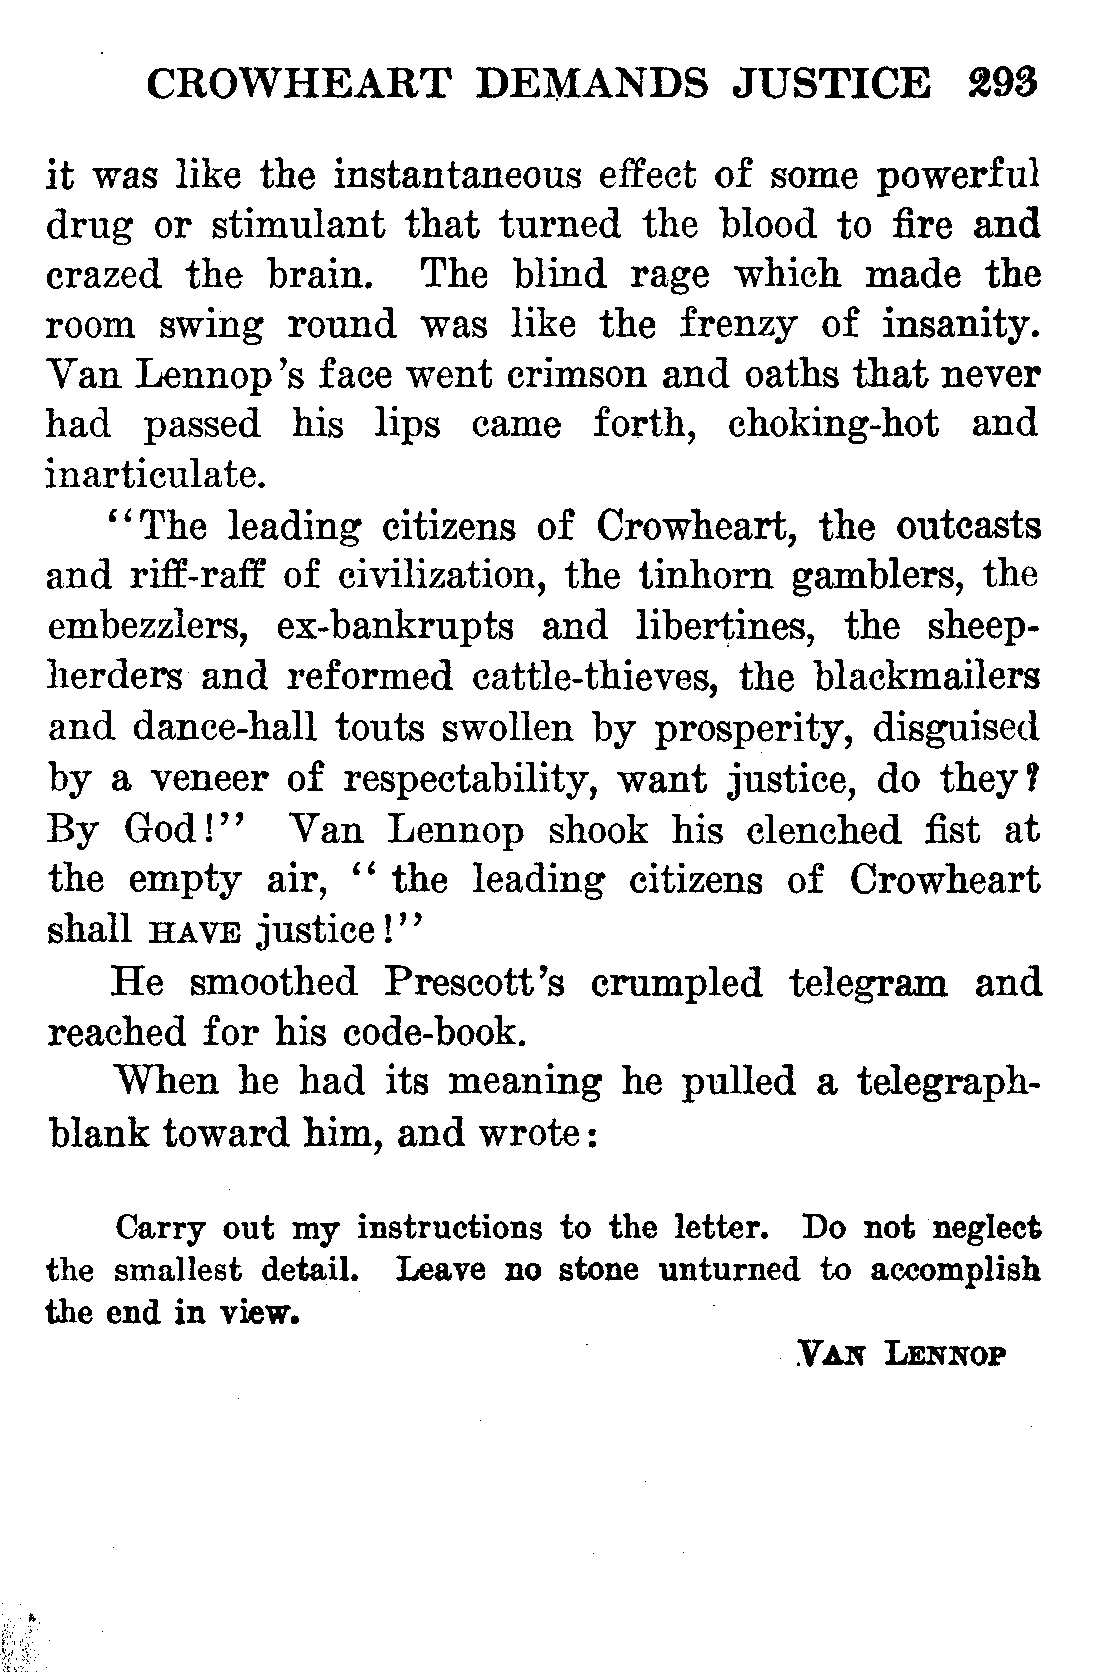 CROWHEART DEMANDS JUSTICE 293
it was like the instantaneous effect of some powerful
drug or stimulant that turned the blood to fire and
crazed the brain. The blind rage which made the
room swing round was like the frenzy of insanity.
Van Lennop's face went crimson and oaths that never
had passed his lips came forth, choking-hot and
inarticulate.
"The leading citizens of Crowheart, the outcasts
and riff-raff of civilization, the tinhorn gamblers, the
embezzlers, ex-bankrupts and libertines, the sheep-
herders and reformed cattle-thieves, the blackmailers
and dance-hall touts swollen by prosperity, disguised
by a veneer of respectability, want justice, do they?
By God!" Van Lennop shook his clenched fist at
the empty air, "the leading citizens of Crowheart
shall HAVE justice!"
He smoothed Prescott's crumpled telegram and
reached for his code-book.
When he had its meaning he pulled a telegraph-
blank toward him, and wrote:
Carry out my instructions to the letter. Do not neglect
the smallest detail. Leave no stone unturned to accomplish
the end in view.
VAN LENNOP